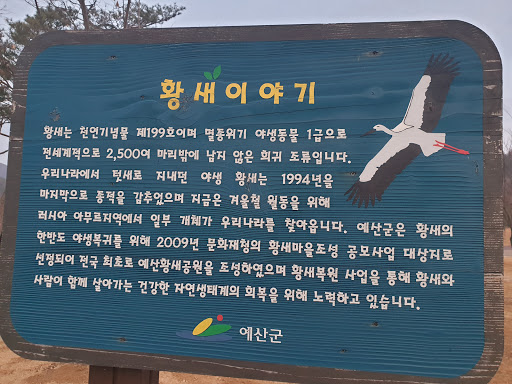 황새이야기
황새는 천연기념물 제199호이며 멸종위기 야생동물 1급으로
전세계적으로 2,500여 마리밖에 남지 않은 희귀 조류입니다.
우리나라에서 텃새로 지내던 야생 황새는 1994년을
마지막으로 종적을 감추었으며 지금은 겨울철 월동을 위해
러시아 아무르지역에서 일부 개체가 우리나라를 찾아옵니다. 예산군은 황새의
한반도 야생복귀를 위해 2009년 문화재청의 황새마을조성 공모사업 대상지로
선정되어 전국 최초로 예산황새공원을 조성하였으며 황새복원 사업을 통해 황새와
사람이 함께 살아가는 건강한 자연생태계의 회복을 위해 노력하고 있습니다.
예산군